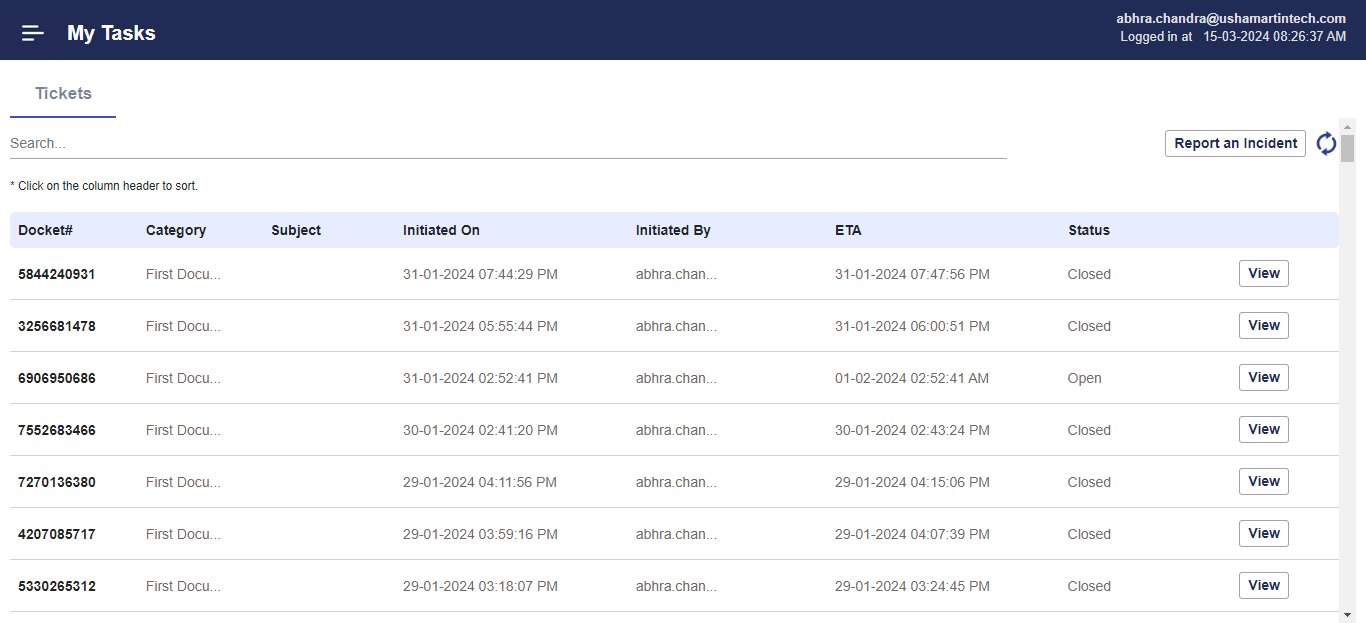 My Tasks
abhra.chandra@ushamartintech.com
Logged in at 15-03-2024 08:26:37 AM
Tickets
Search...
Report an Incident
* Click on the column header to sort.
Docket# Category Subject Initiated On Initiated By ETA Status
5844240931 First Docu... 31-01-2024 07:44:29 PM abhra.chan... 31-01-2024 07:47:56 PM Closed View
3256681478 First Docu... 31-01-2024 05:55:44 PM abhra.chan... 31-01-2024 06:00:51 PM Closed View
6906950686 First Docu... 31-01-2024 02:52:41 PM abhra.chan... 01-02-2024 02:52:41 AM Open View
7552683466 First Docu... 30-01-2024 02:41:20 PM abhra.chan... 30-01-2024 02:43:24 PM Closed View
7270136380 First Docu... 29-01-2024 04:11:56 PM abhra.chan... 29-01-2024 04:15:06 PM Closed View
4207085717 First Docu... 29-01-2024 03:59:16 PM abhra.chan... 29-01-2024 04:07:39 PM Closed View
5330265312 First Docu... 29-01-2024 03:18:07 PM abhra.chan... 29-01-2024 03:24:45 PM Closed View